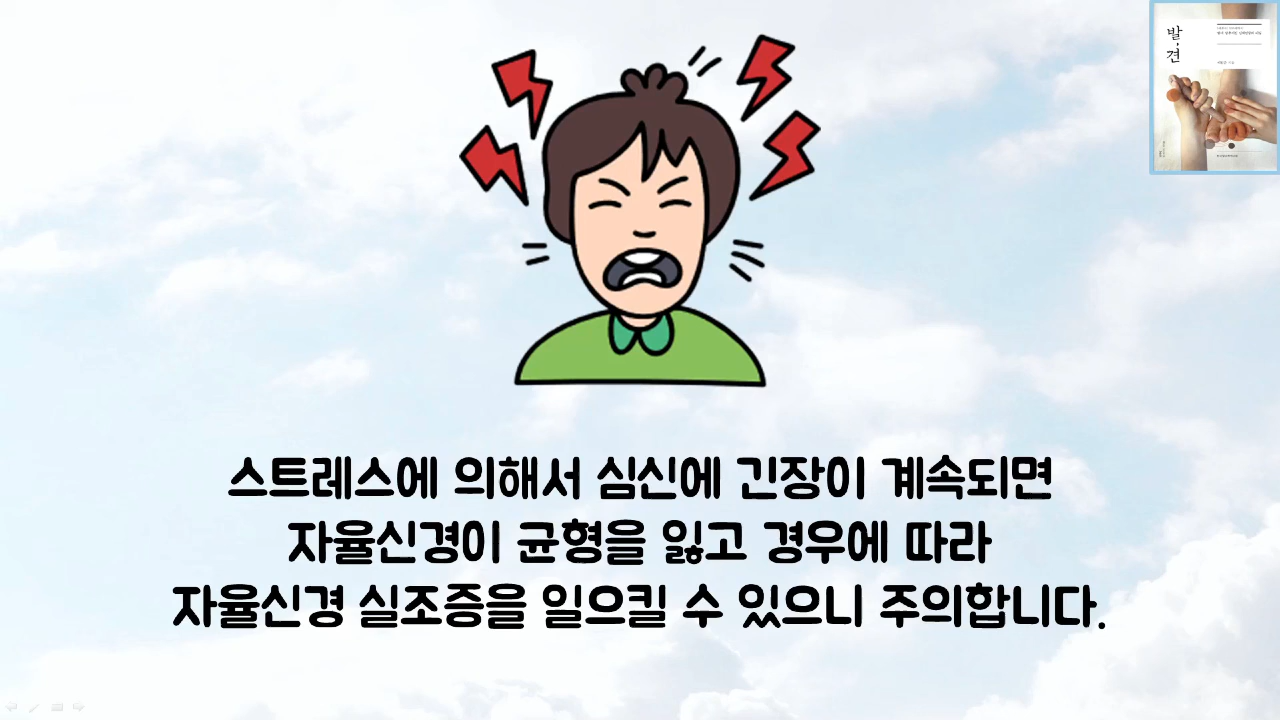 발견
스트레스에 의해서 심신에 긴장이 계속되면
자율신경이 균형을 잃고 경우에 따라
자율신경 실조증을 일으킬 수 있으니 주의합니다.